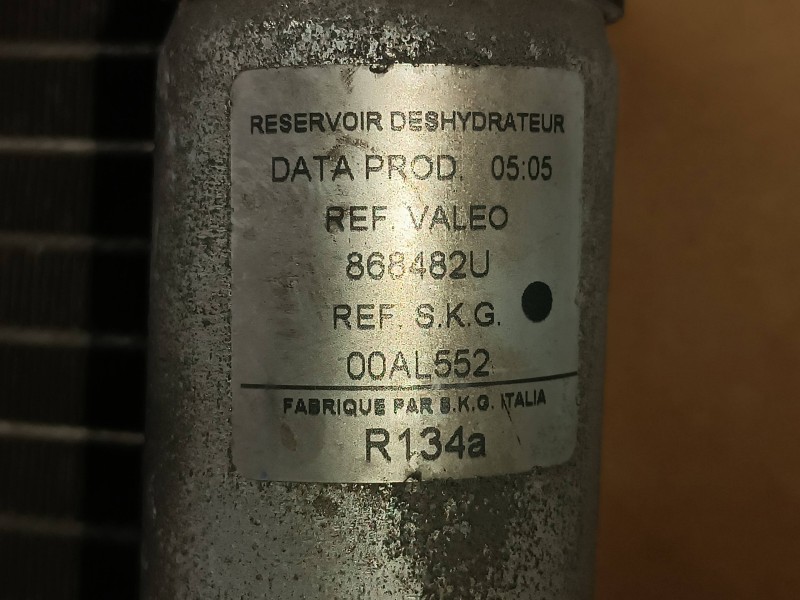 RESERVOIR DESHYDRATEUR
DATA PROD. 05:05
REF. VALEO
868482U
REF. S.K.G.
00AL552
FABRIQUE PAR S.K.G. ITALIA
R134a